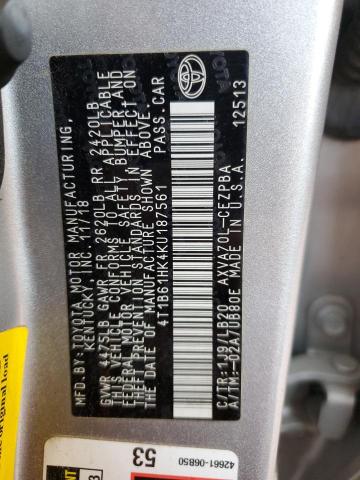 MFD. BY: TOYOTA MOTOR MANUFACTURING,
KENTUCKY, INC. 11/18
GVWR 4475LB GAWR FR 2620LB RR 2420LB
THIS VEHICLE CONFORMS TO ALL APPLICABLE
FEDERAL MOTOR VEHICLE SAFETY, BUMPER, AND
THEFT PREVENTION STANDARDS IN EFFECT ON
THE DATE OF MANUFACTURE SHOWN ABOVE.
4T1B61HK4KU187561 PASS.CAR
C/TR:1J9/LB20 AXVA70L-CEZPBA
A/TM:-02A/UB80E MADE IN U.S.A. 12513
TOYOTA
42661-06B50
53
e original load